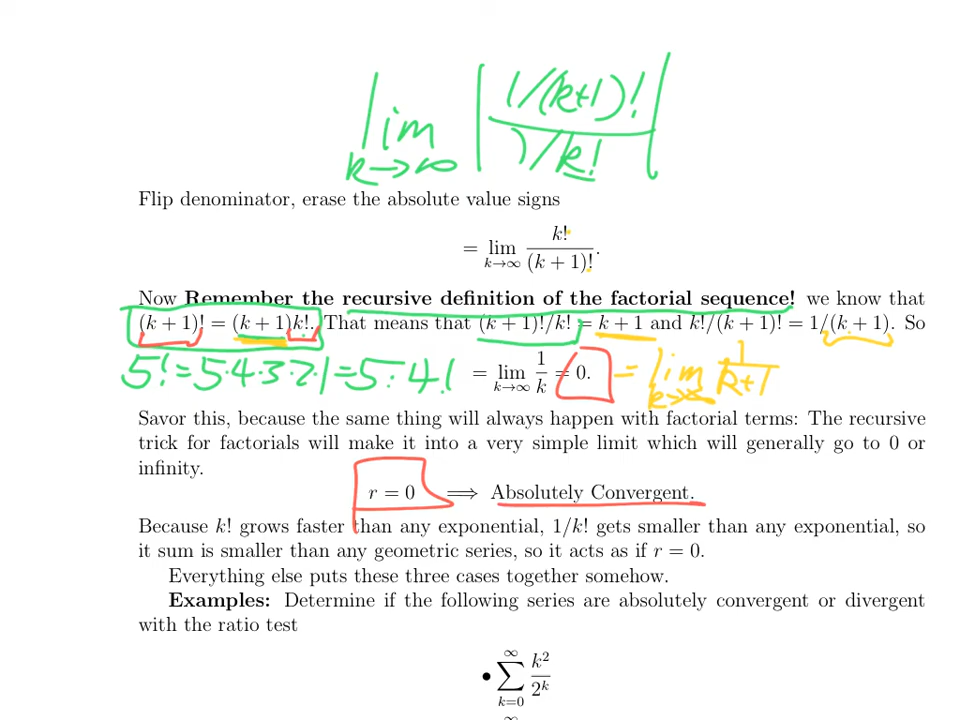 lim k→∞ | 1/(k+1)! / 1/k! |
Flip denominator, erase the absolute value signs
= lim k→∞ k!/(k + 1)!.
Now Remember the recursive definition of the factorial sequence! we know that
(k + 1)! = (k + 1)k!. That means that (k + 1)!/k! = k + 1 and k!/(k + 1)! = 1/(k + 1). So
5! = 5·4·3·2·1 = 5·4! = lim k→∞ 1/k = 0. = lim k→∞ 1/k+1
Savor this, because the same thing will always happen with factorial terms: The recursive
trick for factorials will make it into a very simple limit which will generally go to 0 or
infinity.
r = 0 ⟹ Absolutely Convergent.
Because k! grows faster than any exponential, 1/k! gets smaller than any exponential, so
it sum is smaller than any geometric series, so it acts as if r = 0.
Everything else puts these three cases together somehow.
Examples: Determine if the following series are absolutely convergent or divergent
with the ratio test
• ∞ ∑ k=0 k²/2ᵏ